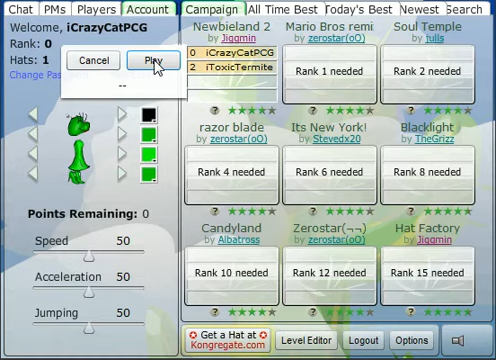 Chat PMs Players Account Campaign All Time Best Today's Best Newest Search
Welcome, iCrazyCatPCG
Rank: 0
Hats: 1
Change Pas
Cancel Play
--
Points Remaining: 0
Speed 50
Acceleration 50
Jumping 50
Newbieland 2
by Jiggmin
0 iCrazyCatPCG
2 iToxicTermite
Mario Bros remi
by zerostar(oO)
Rank 1 needed
Soul Temple
by julls
Rank 2 needed
razor blade
by zerostar(oO)
Rank 4 needed
Its New York!
by Stevedx20
Rank 6 needed
Blacklight
by TheGrizz
Rank 8 needed
Candyland
by Albatross
Rank 10 needed
Zerostar(¬¬)
by zerostar(oO)
Rank 12 needed
Hat Factory
by Jiggmin
Rank 15 needed
? ? ?
? ? ?
? ? ?
Get a Hat at
Kongregate.com
Level Editor Logout Options